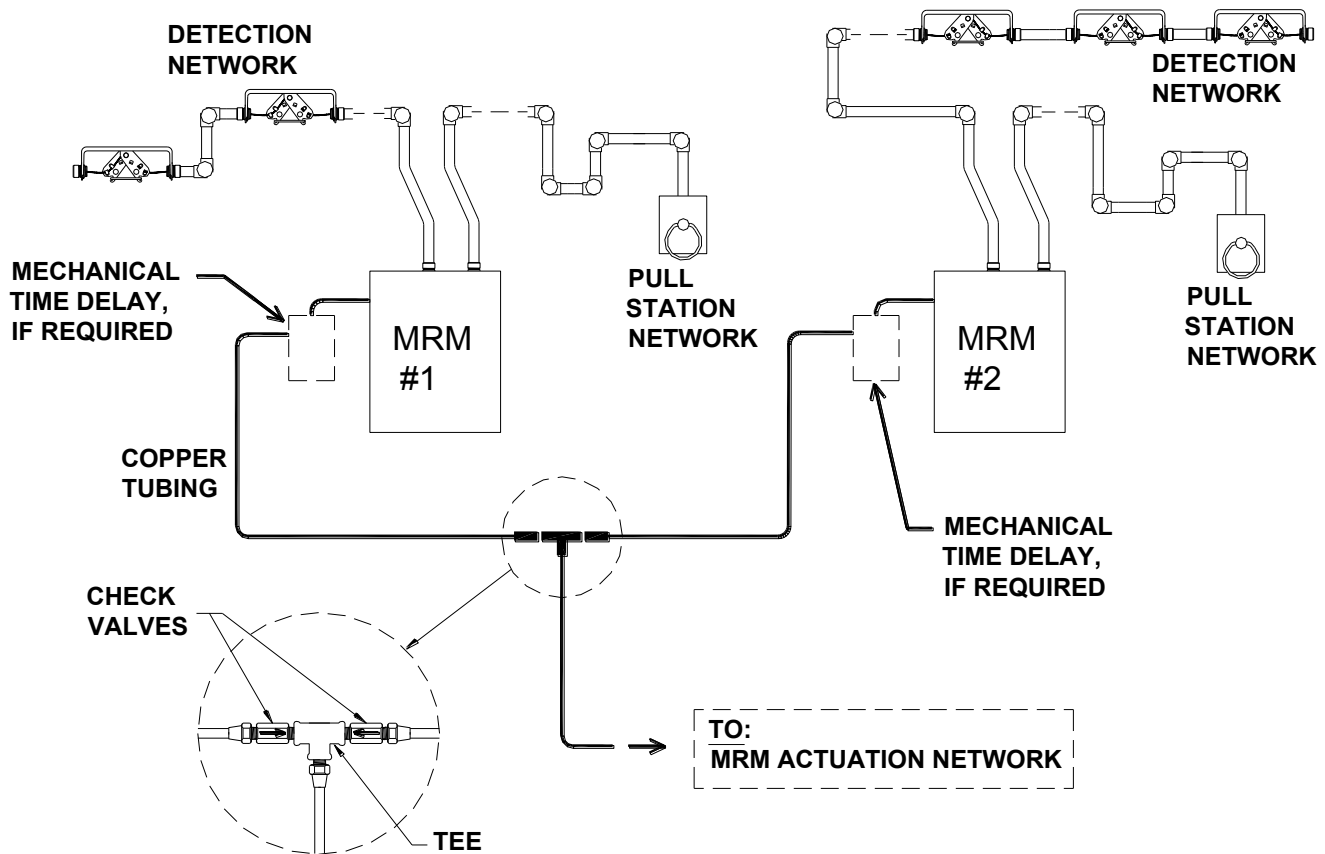 DETECTION
NETWORK
DETECTION
NETWORK
MECHANICAL
TIME DELAY,
IF REQUIRED
PULL
STATION
NETWORK
PULL
STATION
NETWORK
MRM
#1
MRM
#2
COPPER
TUBING
MECHANICAL
TIME DELAY,
IF REQUIRED
CHECK
VALVES
TO:
MRM ACTUATION NETWORK
TEE